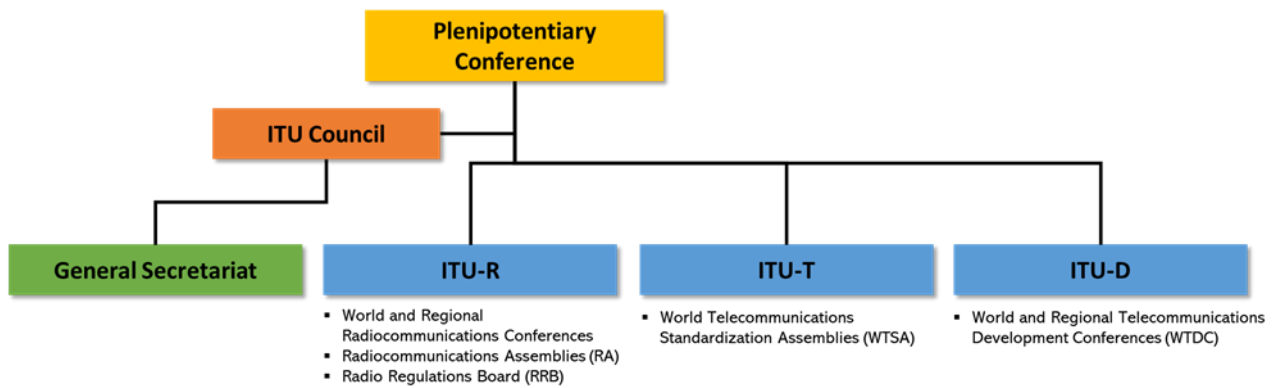 Plenipotentiary
Conference
ITU Council
General Secretariat
ITU-R
▪ World and Regional
Radiocommunications Conferences
▪ Radiocommunications Assemblies (RA)
▪ Radio Regulations Board (RRB)
ITU-T
▪ World Telecommunications
Standardization Assemblies (WTSA)
ITU-D
▪ World and Regional Telecommunications
Development Conferences (WTDC)